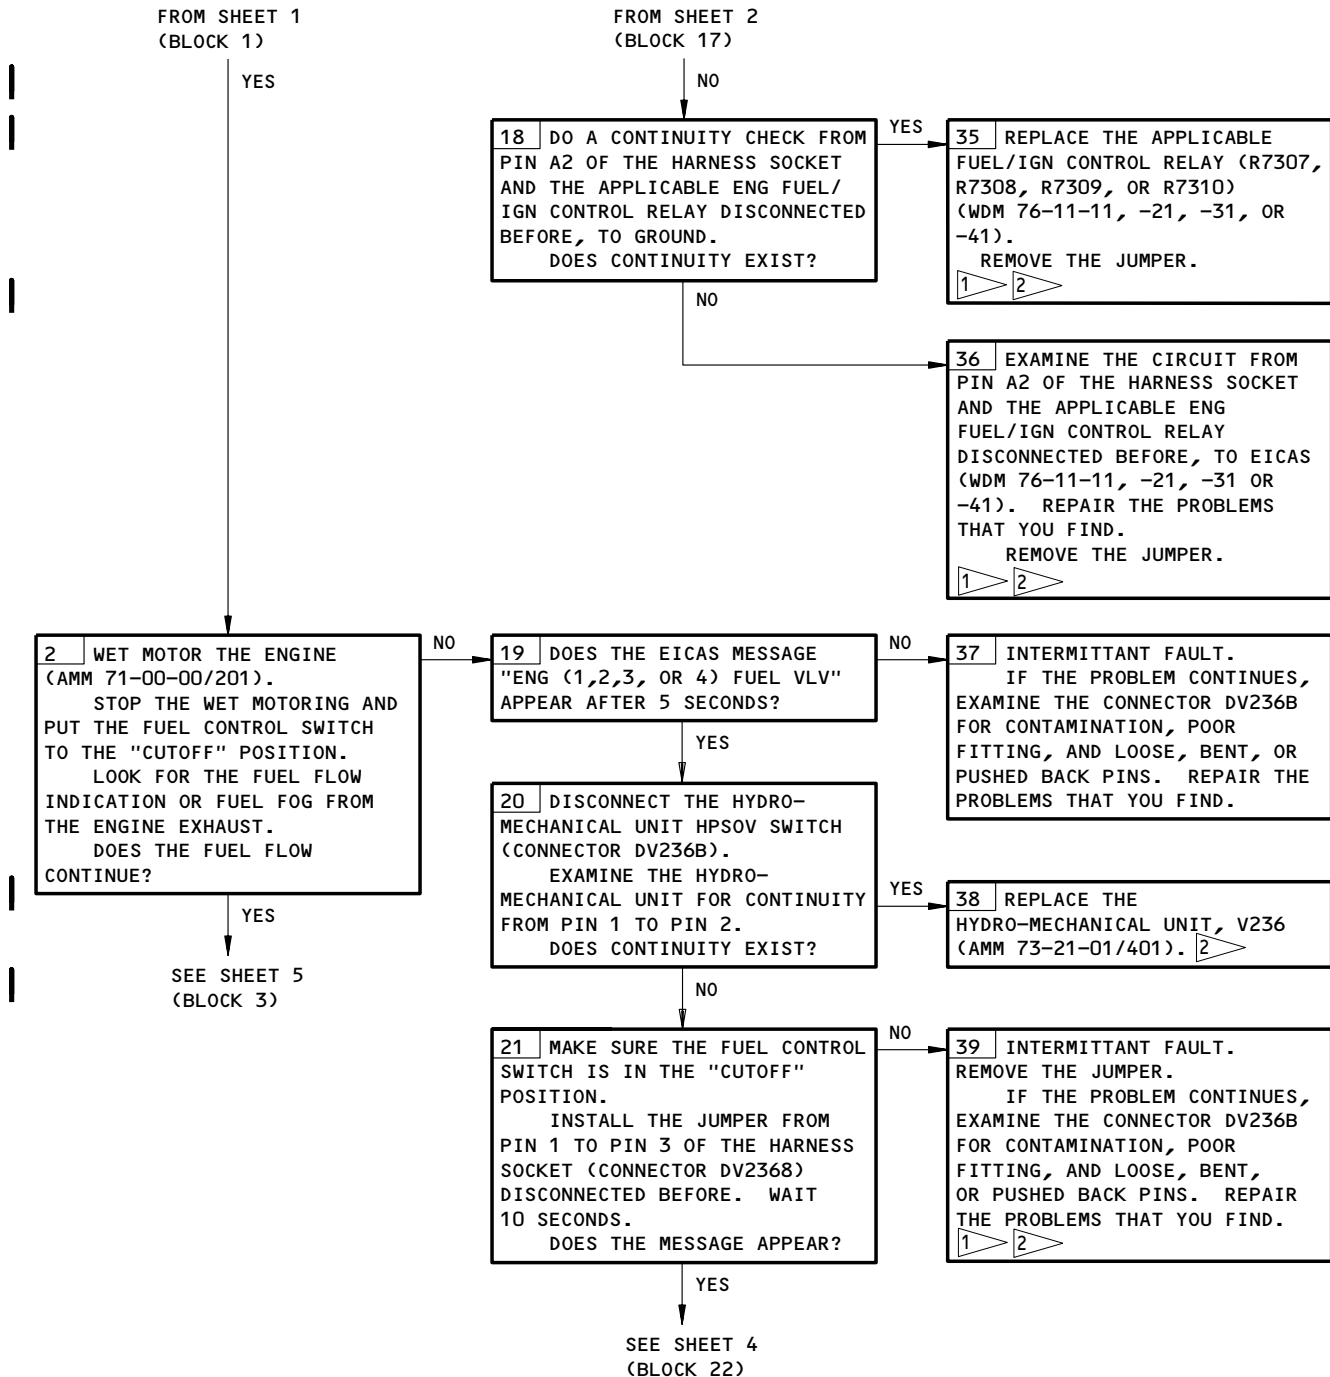 FROM SHEET 1
(BLOCK 1)
YES
FROM SHEET 2
(BLOCK 17)
NO
18 DO A CONTINUITY CHECK FROM
PIN A2 OF THE HARNESS SOCKET
AND THE APPLICABLE ENG FUEL/
IGN CONTROL RELAY DISCONNECTED
BEFORE, TO GROUND.
DOES CONTINUITY EXIST?
YES
35 REPLACE THE APPLICABLE
FUEL/IGN CONTROL RELAY (R7307,
R7308, R7309, OR R7310)
(WDM 76-11-11, -21, -31, OR
-41).
REMOVE THE JUMPER.
1 2
NO
36 EXAMINE THE CIRCUIT FROM
PIN A2 OF THE HARNESS SOCKET
AND THE APPLICABLE ENG
FUEL/IGN CONTROL RELAY
DISCONNECTED BEFORE, TO EICAS
(WDM 76-11-11, -21, -31 OR
-41). REPAIR THE PROBLEMS
THAT YOU FIND.
REMOVE THE JUMPER.
1 2
2 WET MOTOR THE ENGINE
(AMM 71-00-00/201).
STOP THE WET MOTORING AND
PUT THE FUEL CONTROL SWITCH
TO THE "CUTOFF" POSITION.
LOOK FOR THE FUEL FLOW
INDICATION OR FUEL FOG FROM
THE ENGINE EXHAUST.
DOES THE FUEL FLOW
CONTINUE?
YES
SEE SHEET 5
(BLOCK 3)
NO
19 DOES THE EICAS MESSAGE
"ENG (1,2,3, OR 4) FUEL VLV"
APPEAR AFTER 5 SECONDS?
NO
37 INTERMITTANT FAULT.
IF THE PROBLEM CONTINUES,
EXAMINE THE CONNECTOR DV236B
FOR CONTAMINATION, POOR
FITTING, AND LOOSE, BENT, OR
PUSHED BACK PINS. REPAIR THE
PROBLEMS THAT YOU FIND.
YES
20 DISCONNECT THE HYDRO-
MECHANICAL UNIT HPSOV SWITCH
(CONNECTOR DV236B).
EXAMINE THE HYDRO-
MECHANICAL UNIT FOR CONTINUITY
FROM PIN 1 TO PIN 2.
DOES CONTINUITY EXIST?
YES
38 REPLACE THE
HYDRO-MECHANICAL UNIT, V236
(AMM 73-21-01/401). 2
NO
21 MAKE SURE THE FUEL CONTROL
SWITCH IS IN THE "CUTOFF"
POSITION.
INSTALL THE JUMPER FROM
PIN 1 TO PIN 3 OF THE HARNESS
SOCKET (CONNECTOR DV2368)
DISCONNECTED BEFORE. WAIT
10 SECONDS.
DOES THE MESSAGE APPEAR?
NO
39 INTERMITTANT FAULT.
REMOVE THE JUMPER.
IF THE PROBLEM CONTINUES,
EXAMINE THE CONNECTOR DV236B
FOR CONTAMINATION, POOR
FITTING, AND LOOSE, BENT,
OR PUSHED BACK PINS. REPAIR
THE PROBLEMS THAT YOU FIND.
1 2
YES
SEE SHEET 4
(BLOCK 22)